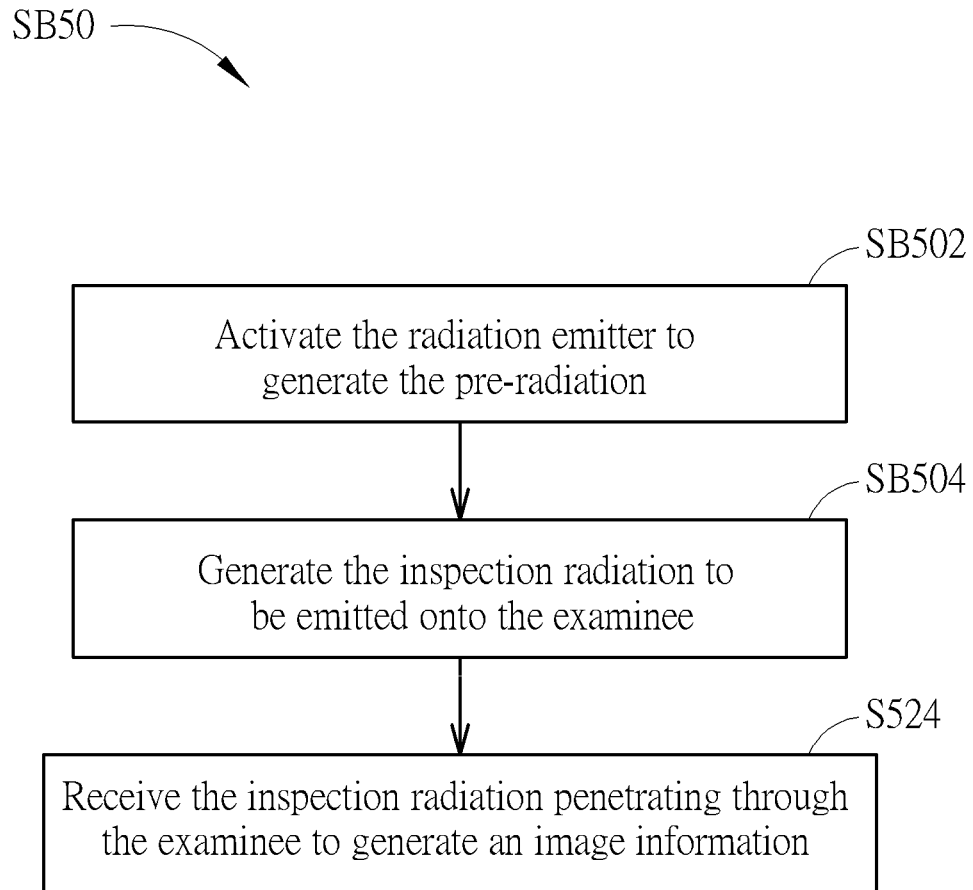 SB50
SB502
Activate the radiation emitter to
generate the pre-radiation
SB504
Generate the inspection radiation to
be emitted onto the examinee
S524
Receive the inspection radiation penetrating through
the examinee to generate an image information